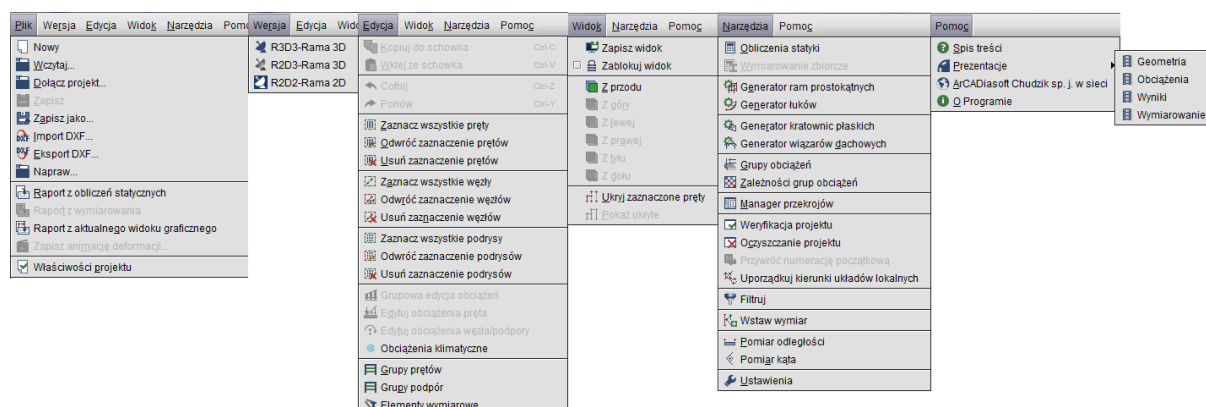 Plik Wersja Edycja Widok Narzędzia Pomo
Nowy
Wczytaj...
Dołącz projekt...
Zapisz
Zapisz jako...
Import DXF...
Eksport DXF...
Napraw...
Raport z obliczeń statycznych
Raport z wymiarowania
Raport z aktualnego widoku graficznego
Zapisz animację deformacji...
Właściwości projektu
Wersja Edycja Wido
R3D3-Rama 3D
R2D3-Rama 3D
R2D2-Rama 2D
Edycja Widok Narzędzia Pomoc
Kopiuj do schowka Ctrl-C
Wklej ze schowka Ctrl-V
Cofnij Ctrl-Z
Ponów Ctrl-Y
Zaznacz wszystkie pręty
Odwróć zaznaczenie prętów
Usuń zaznaczenie prętów
Zaznacz wszystkie węzły
Odwróć zaznaczenie węzłów
Usuń zaznaczenie węzłów
Zaznacz wszystkie podrysy
Odwróć zaznaczenie podrysów
Usuń zaznaczenie podrysów
Grupowa edycja obciążeń
Edytuj obciążenia pręta
Edytuj obciążenia węzła/podpory
Obciążenia klimatyczne
Grupy prętów
Grupy podpór
Elementy wymiarowe
Widok Narzędzia Pomoc
Zapisz widok
Zablokuj widok
Z przodu
Z góry
Z lewej
Z prawej
Z tyłu
Z dołu
Ukryj zaznaczone pręty
Pokaż ukryte
Narzędzia Pomoc
Obliczenia statyki
Wymiarowanie zbiorcze
Generator ram prostokątnych
Generator łuków
Generator kratownic płaskich
Generator wiązarów dachowych
Grupy obciążeń
Zależności grup obciążeń
Manager przekrojów
Weryfikacja projektu
Oczyszczanie projektu
Przywróć numerację początkową
Uporządkuj kierunki układów lokalnych
Filtruj
Wstaw wymiar
Pomiar odległości
Pomiar kąta
Ustawienia
Pomoc
Spis treści
Prezentacje
ArCADiasoft Chudzik sp. j. w sieci
O Programie
Geometria
Obciążenia
Wyniki
Wymiarowanie